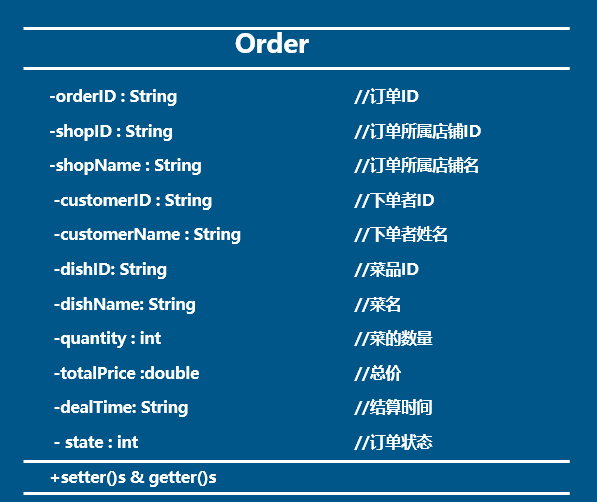 Order
-orderID : String //订单ID
-shopID : String //订单所属店铺ID
-shopName : String //订单所属店铺名
-customerID : String //下单者ID
-customerName : String //下单者姓名
-dishID: String //菜品ID
-dishName: String //菜名
-quantity : int //菜的数量
-totalPrice :double //总价
-dealTime: String //结算时间
- state : int //订单状态
+setter()s & getter()s